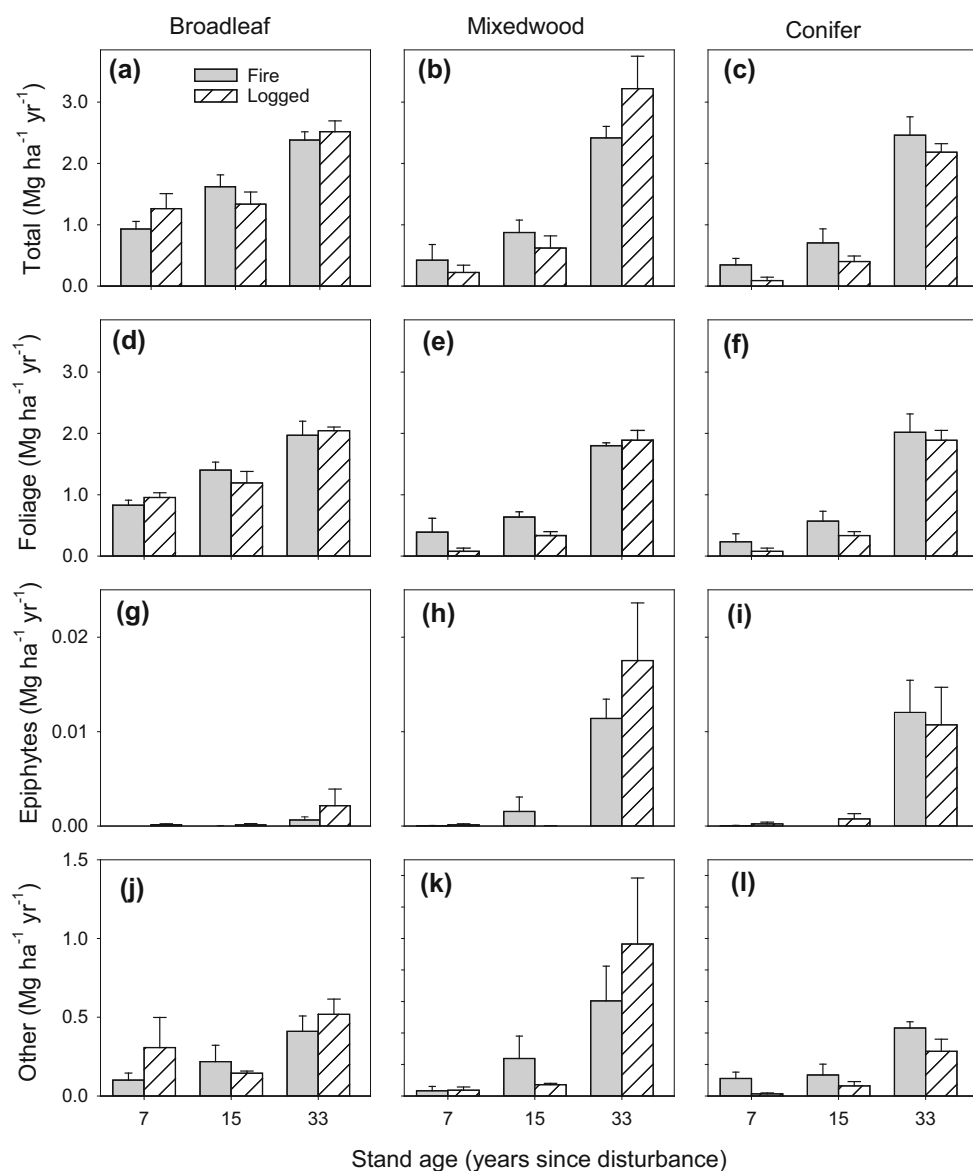 Broadleaf Mixedwood Conifer
(a) (b) (c)
Fire
Logged
Total (Mg ha⁻¹ yr⁻¹)
3.0
2.0
1.0
0.0
(d) (e) (f)
Foliage (Mg ha⁻¹ yr⁻¹)
3.0
2.0
1.0
0.0
(g) (h) (i)
Epiphytes (Mg ha⁻¹ yr⁻¹)
0.02
0.01
0.00
(j) (k) (l)
Other (Mg ha⁻¹ yr⁻¹)
1.5
1.0
0.5
0.0
7 15 33 7 15 33 7 15 33
Stand age (years since disturbance)